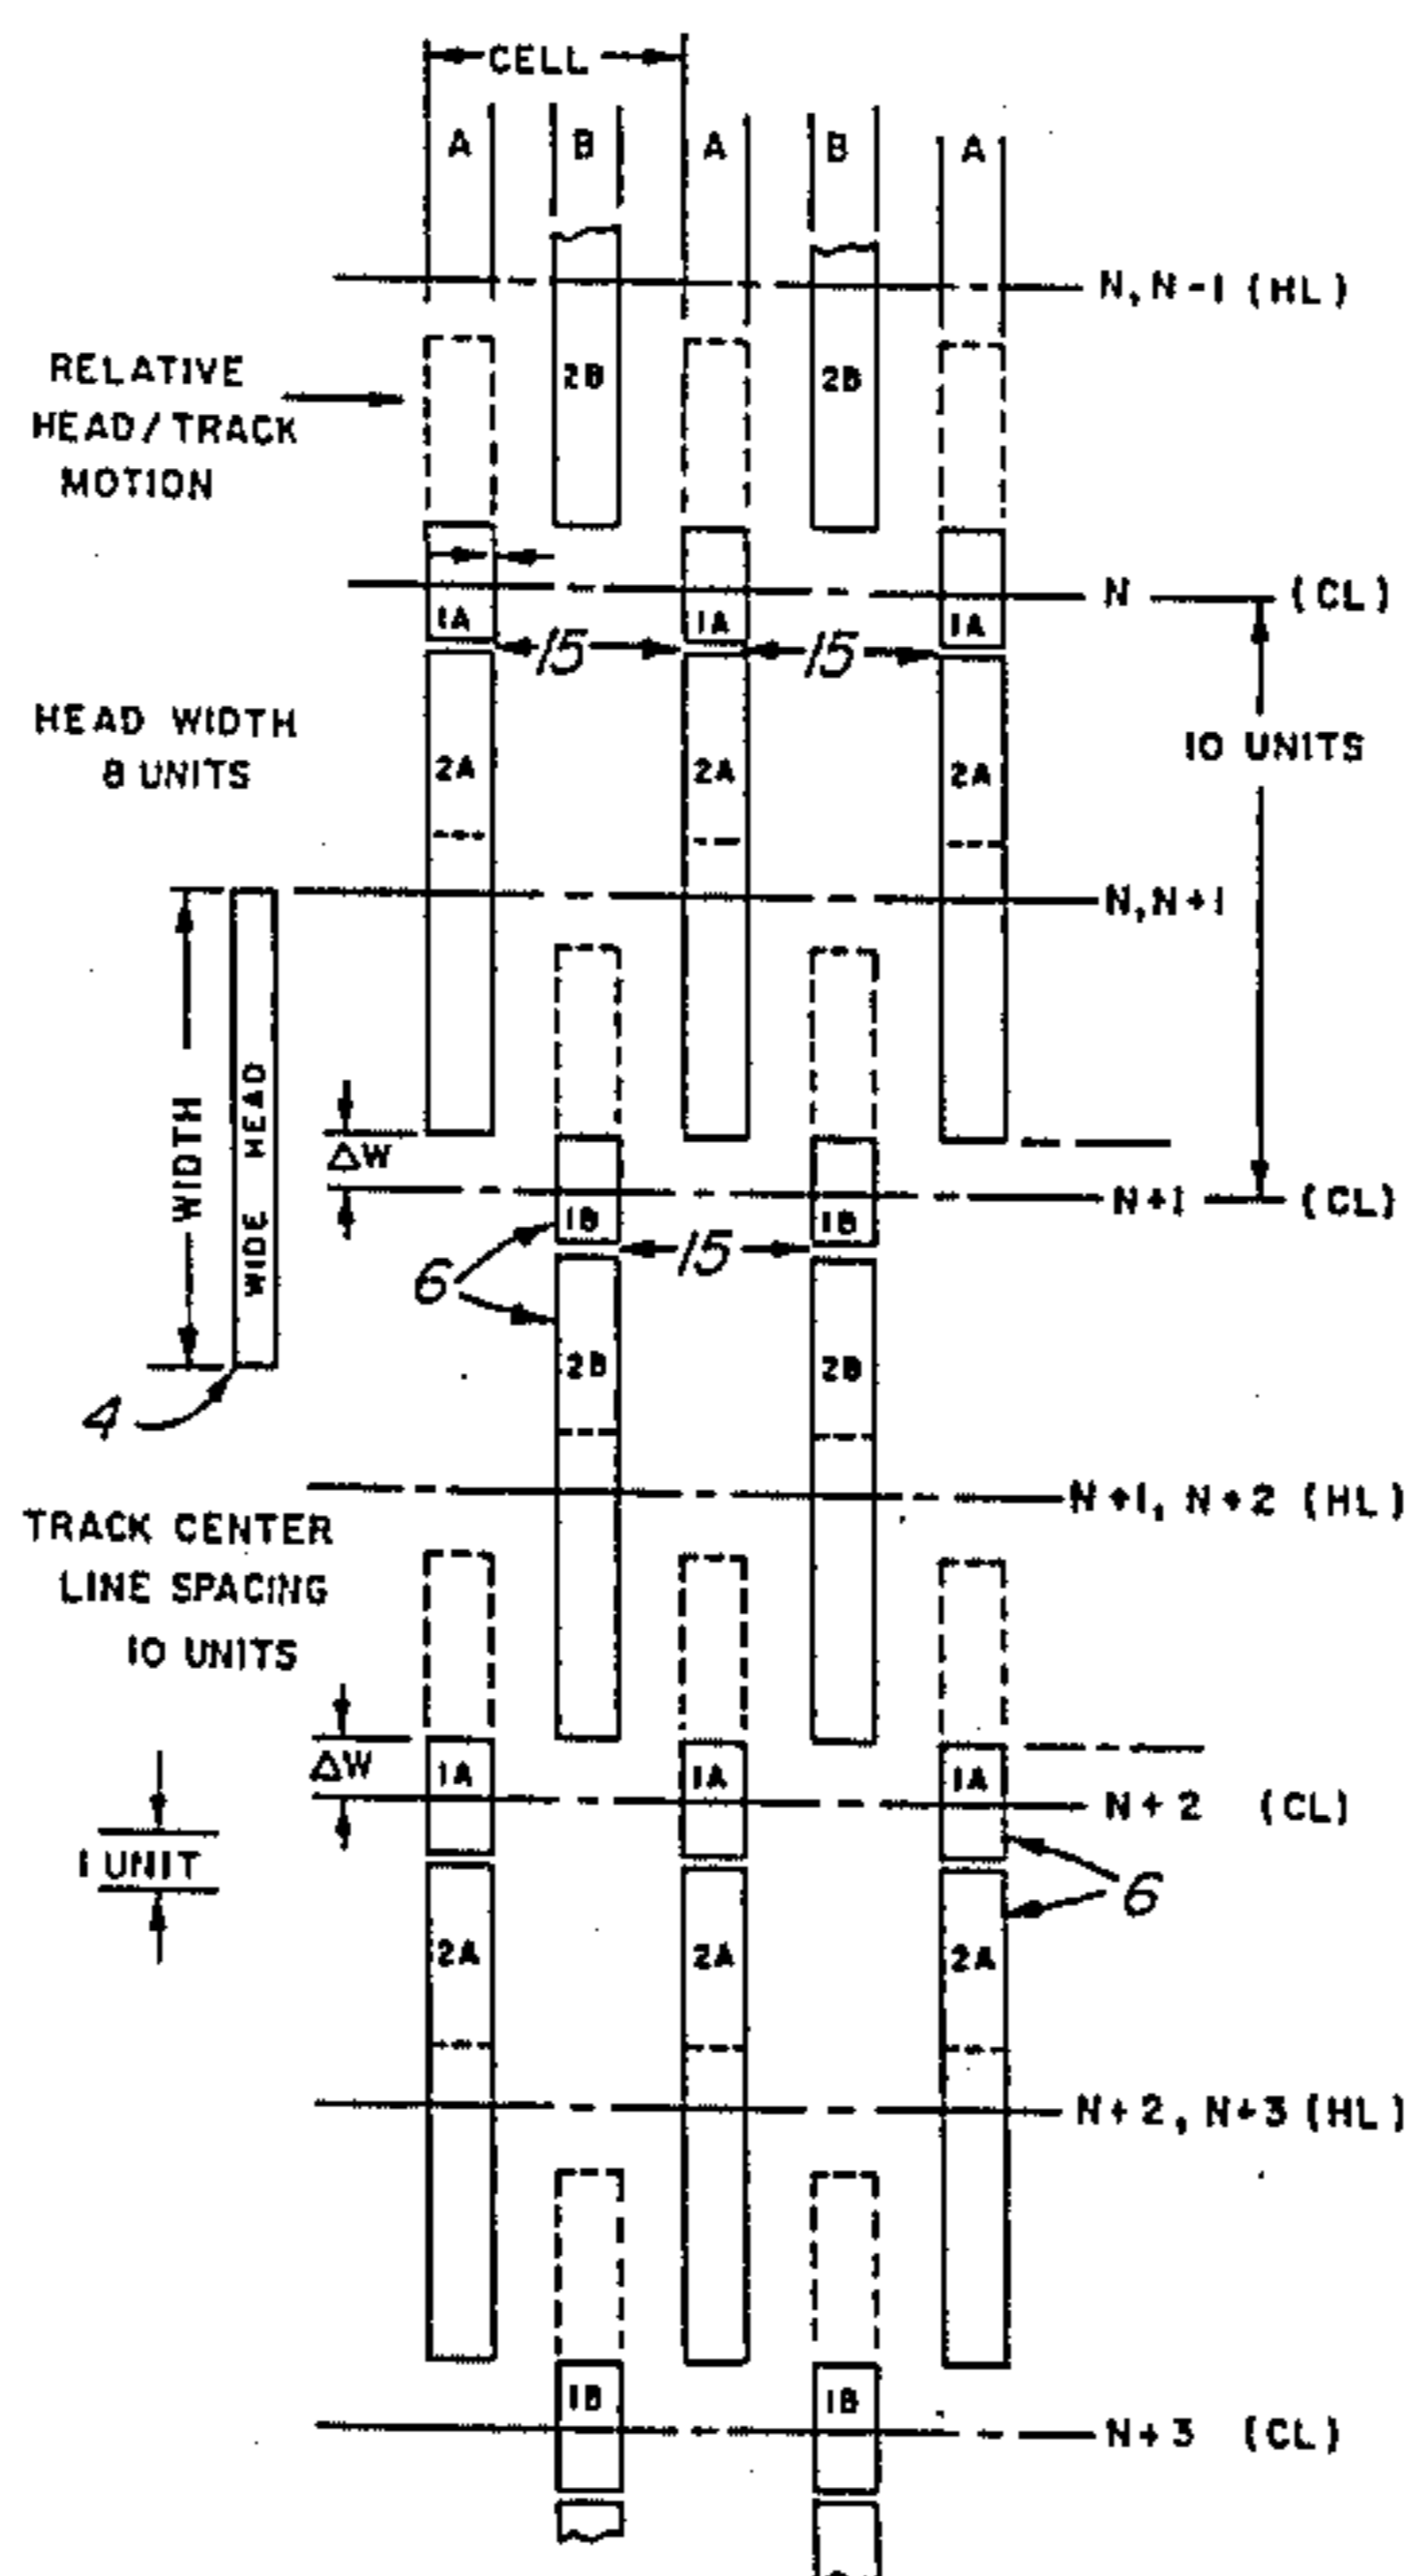 CELL
A B A B A
N, N-1 (HL)
2B 2B
RELATIVE
HEAD/TRACK
MOTION
N (CL)
1A 1A 1A
15 15
HEAD WIDTH
8 UNITS
10 UNITS
2A 2A 2A
N, N+1
WIDTH
WIDE HEAD
ΔW
N+1 (CL)
1B 1B
15
6
2B 2B
4
N+1, N+2 (HL)
TRACK CENTER
LINE SPACING
10 UNITS
ΔW
1A 1A 1A
N+2 (CL)
1 UNIT
6
2A 2A 2A
N+2, N+3 (HL)
1B 1B
N+3 (CL)